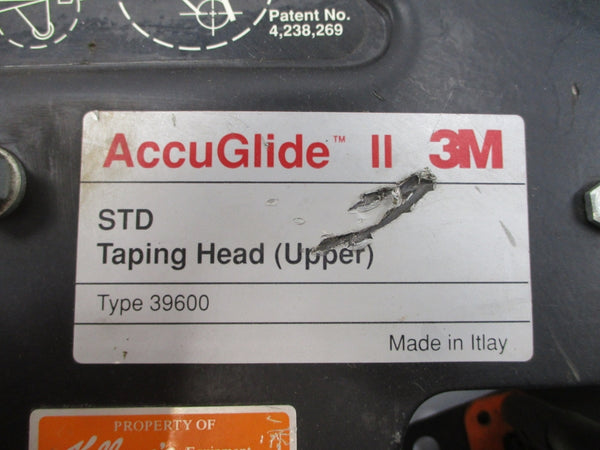 Patent No.
4,238,269
AccuGlide™ II 3M
STD
Taping Head (Upper)
Type 39600
Made in Itlay
PROPERTY OF